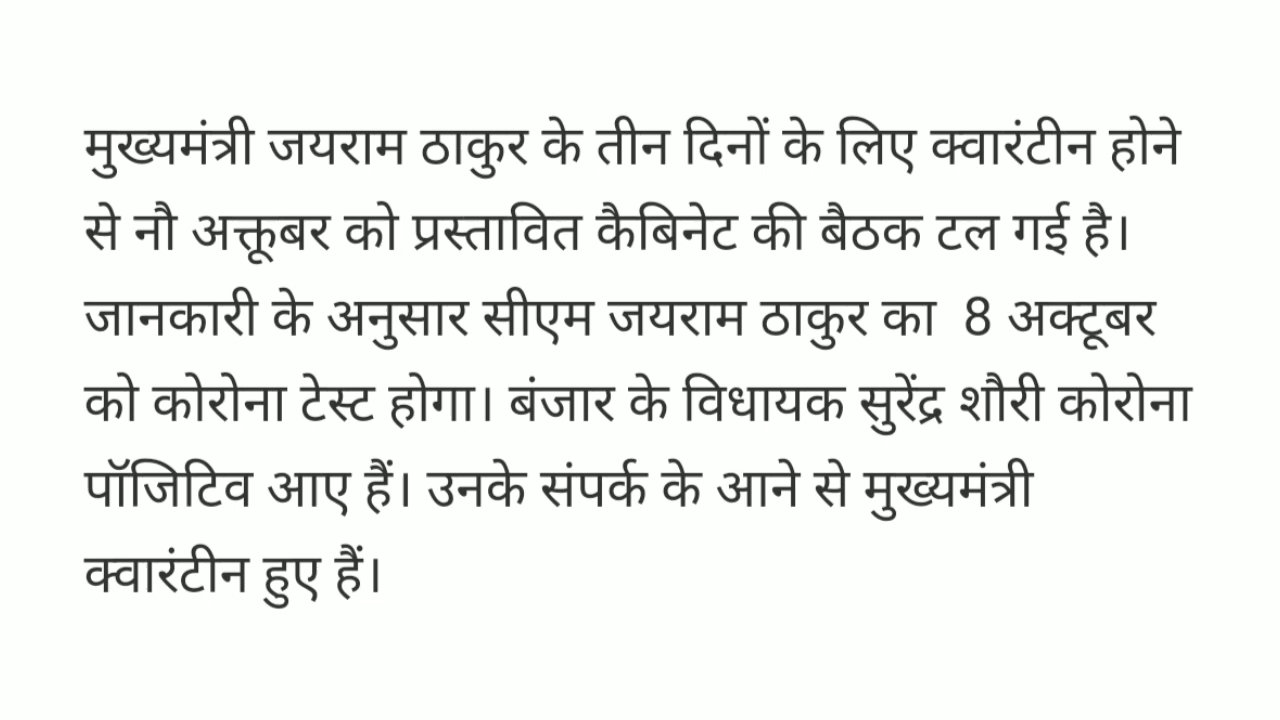 मुख्यमंत्री जयराम ठाकुर के तीन दिनों के लिए क्वारंटीन होने
से नौ अक्तूबर को प्रस्तावित कैबिनेट की बैठक टल गई है।
जानकारी के अनुसार सीएम जयराम ठाकुर का  8 अक्टूबर
को कोरोना टेस्ट होगा। बंजार के विधायक सुरेंद्र शौरी कोरोना
पॉजिटिव आए हैं। उनके संपर्क के आने से मुख्यमंत्री
क्वारंटीन हुए हैं।